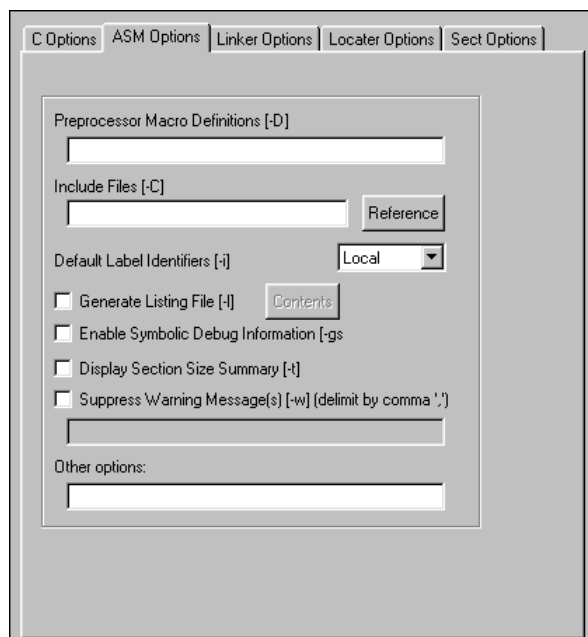 C Options ASM Options Linker Options Locater Options Sect Options
Preprocessor Macro Definitions [-D]
Include Files [-C]
Reference
Default Label Identifiers [-i] Local
Generate Listing File [-l] Contents
Enable Symbolic Debug Information [-gs
Display Section Size Summary [-t]
Suppress Warning Message(s) [-w] (delimit by comma ',')
Other options: